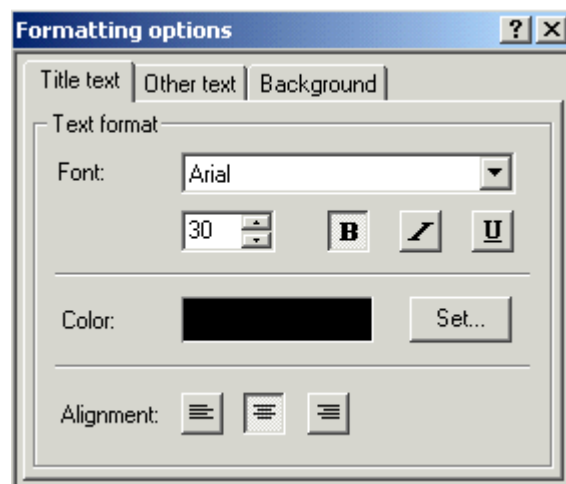 Formatting options
Title text Other text Background
Text format
Font: Arial
30 B I U
Color: Set...
Alignment: